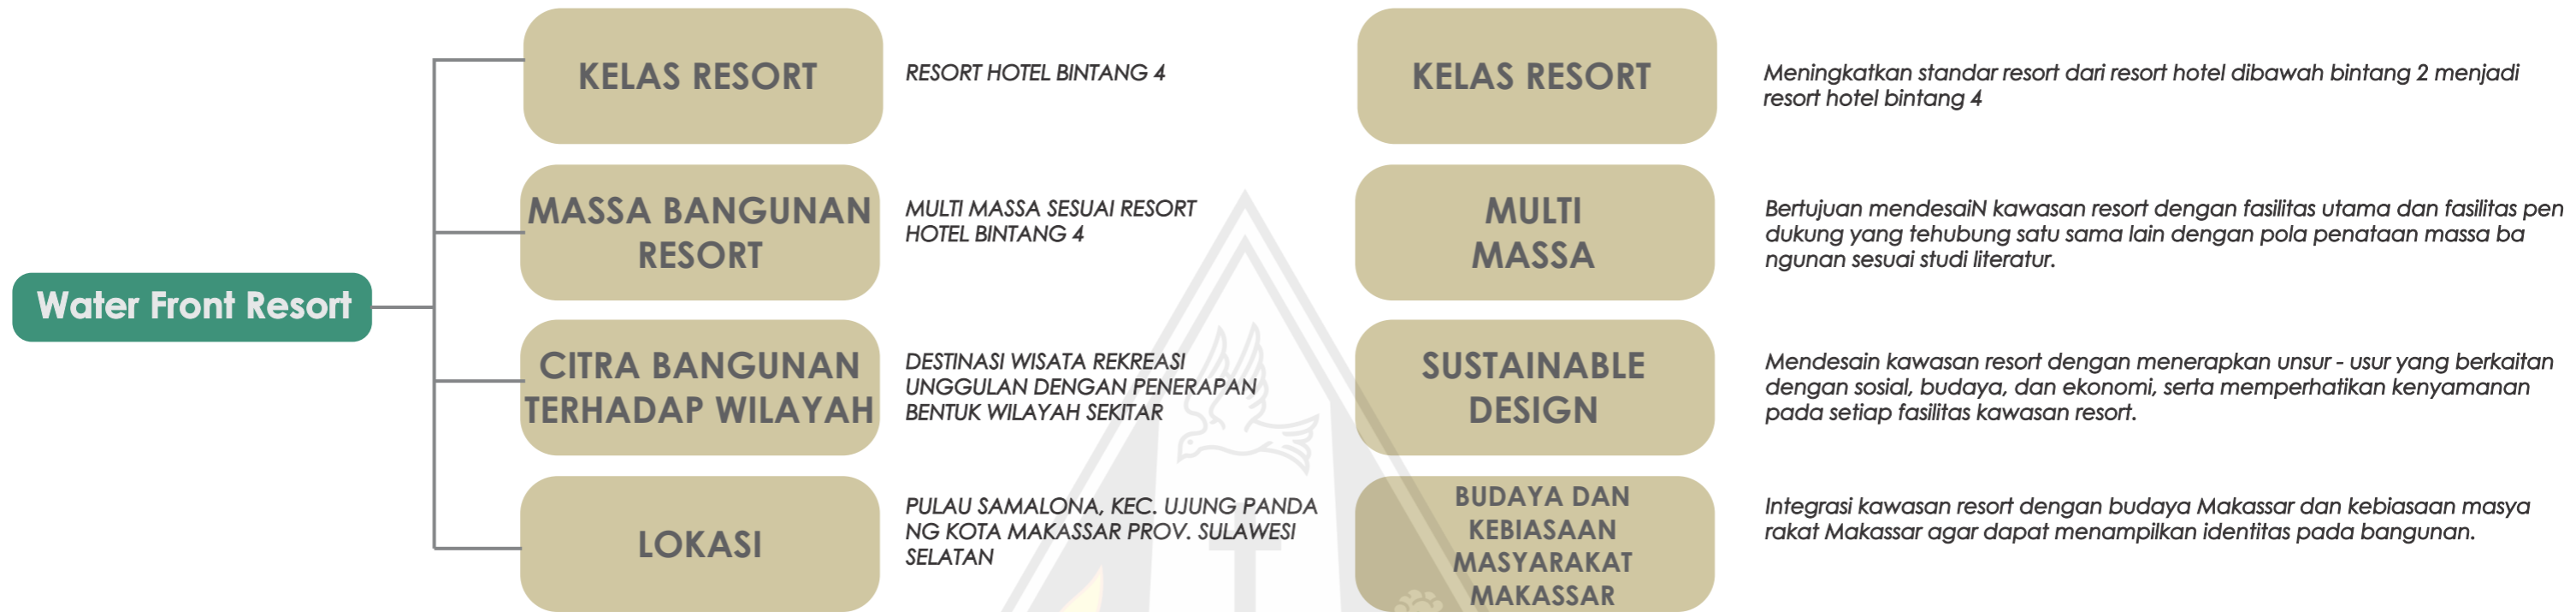 Water Front Resort
KELAS RESORT
RESORT HOTEL BINTANG 4
MASSA BANGUNAN
RESORT
MULTI MASSA SESUAI RESORT
HOTEL BINTANG 4
CITRA BANGUNAN
TERHADAP WILAYAH
DESTINASI WISATA REKREASI
UNGGULAN DENGAN PENERAPAN
BENTUK WILAYAH SEKITAR
LOKASI
PULAU SAMALONA, KEC. UJUNG PANDA
NG KOTA MAKASSAR PROV. SULAWESI
SELATAN
KELAS RESORT
Meningkatkan standar resort dari resort hotel dibawah bintang 2 menjadi
resort hotel bintang 4
MULTI
MASSA
Bertujuan mendesaiN kawasan resort dengan fasilitas utama dan fasilitas pen
dukung yang tehubung satu sama lain dengan pola penataan massa ba
ngunan sesuai studi literatur.
SUSTAINABLE
DESIGN
Mendesain kawasan resort dengan menerapkan unsur - usur yang berkaitan
dengan sosial, budaya, dan ekonomi, serta memperhatikan kenyamanan
pada setiap fasilitas kawasan resort.
BUDAYA DAN
KEBIASAAN
MASYARAKAT
MAKASSAR
Integrasi kawasan resort dengan budaya Makassar dan kebiasaan masya
rakat Makassar agar dapat menampilkan identitas pada bangunan.